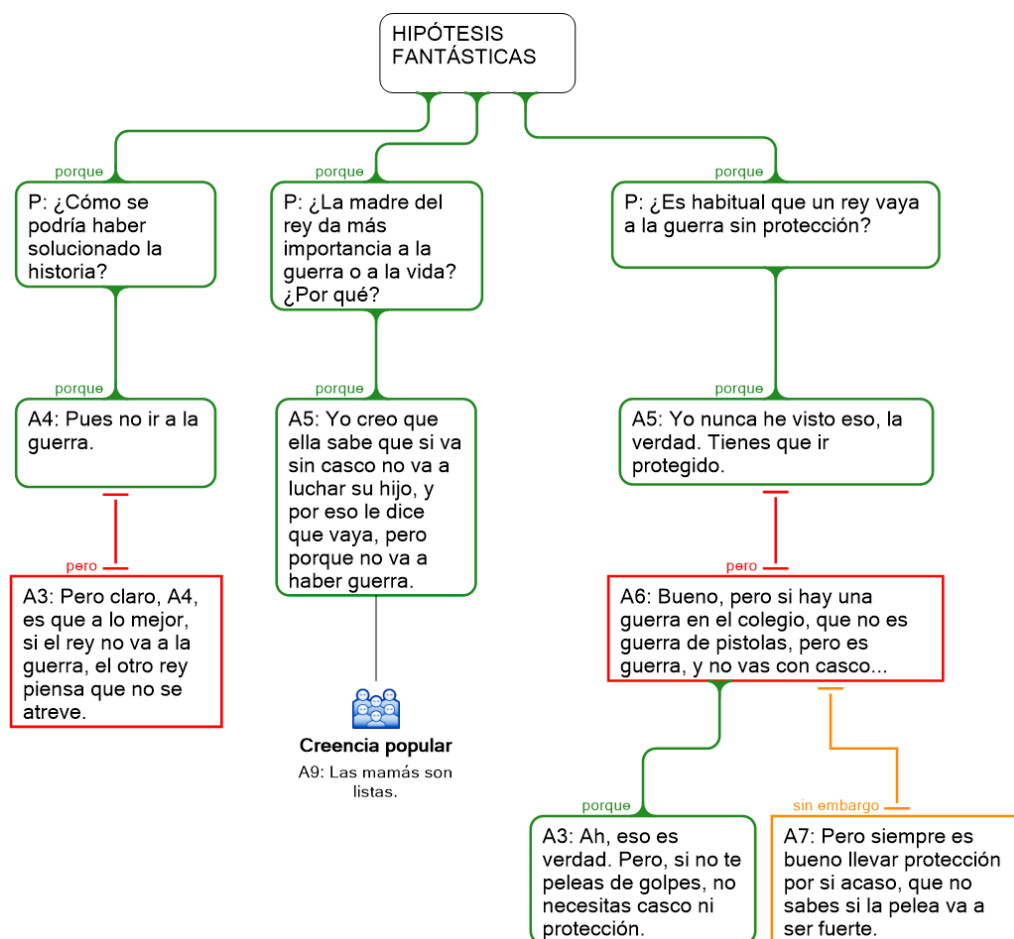 HIPÓTESIS
FANTÁSTICAS
porque
P: ¿Cómo se
podría haber
solucionado la
historia?
porque
P: ¿La madre del
rey da más
importancia a la
guerra o a la vida?
¿Por qué?
porque
P: ¿Es habitual que un rey vaya
a la guerra sin protección?
porque
A4: Pues no ir a la
guerra.
porque
A5: Yo creo que
ella sabe que si va
sin casco no va a
luchar su hijo, y
por eso le dice
que vaya, pero
porque no va a
haber guerra.
porque
A5: Yo nunca he visto eso, la
verdad. Tienes que ir
protegido.
pero
A3: Pero claro, A4,
es que a lo mejor,
si el rey no va a la
guerra, el otro rey
piensa que no se
atreve.
Creencia popular
A9: Las mamás son
listas.
pero
A6: Bueno, pero si hay una
guerra en el colegio, que no es
guerra de pistolas, pero es
guerra, y no vas con casco...
porque
A3: Ah, eso es
verdad. Pero, si no te
peleas de golpes, no
necesitas casco ni
protección.
sin embargo
A7: Pero siempre es
bueno llevar protección
por si acaso, que no
sabes si la pelea va a
ser fuerte.